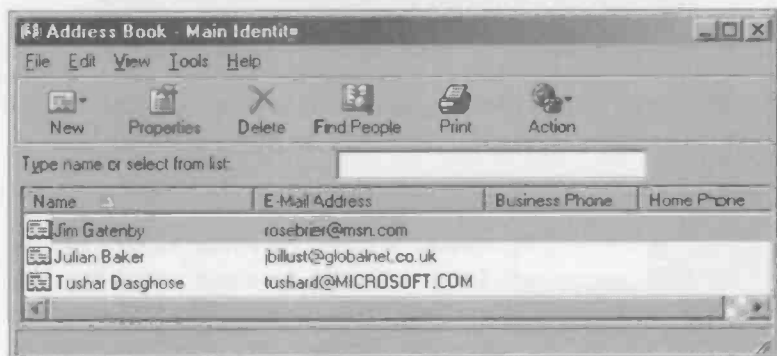 Address Book - Main Identit
File Edit View Tools Help
New Properties Delete Find People Print Action
Type name or select from list:
Name E-Mail Address Business Phone Home Phone
Jim Gatenby rosebrier@msn.com
Julian Baker jbillust@globalnet.co.uk
Tushar Dasghose tushard@MICROSOFT.COM